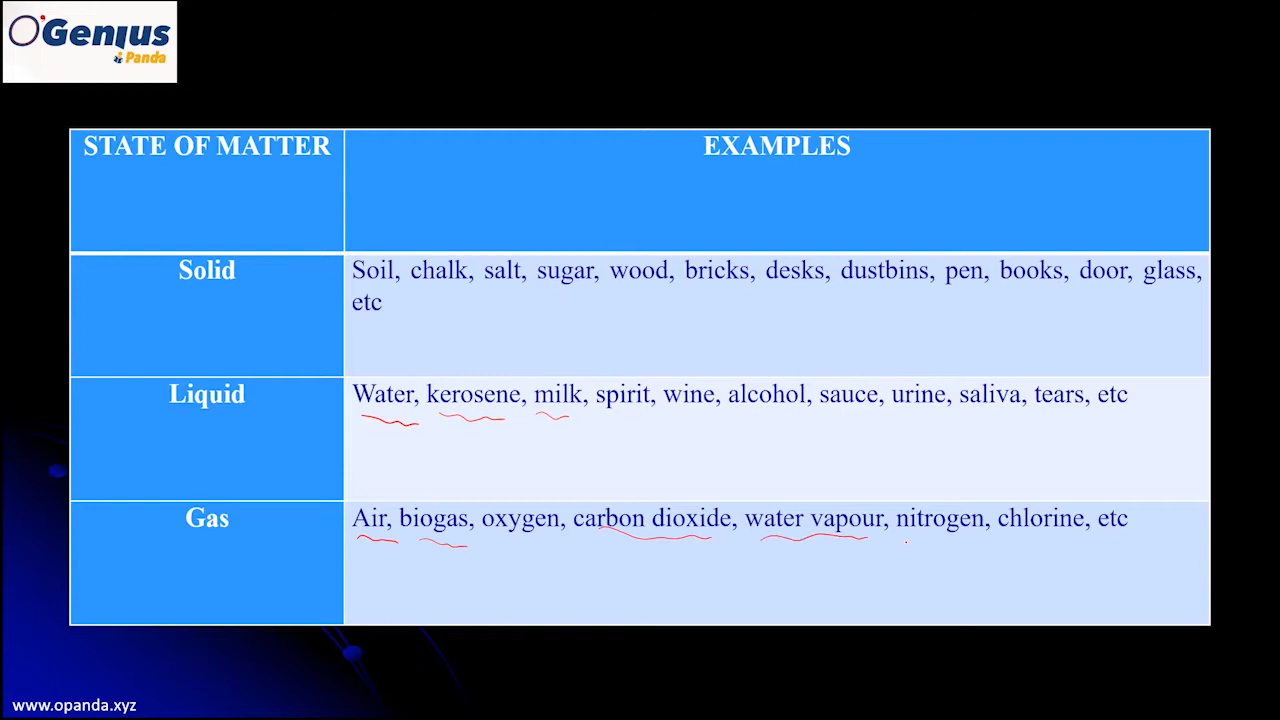 O'Genius
Panda
STATE OF MATTER
EXAMPLES
Solid
Soil, chalk, salt, sugar, wood, bricks, desks, dustbins, pen, books, door, glass,
etc
Liquid
Water, kerosene, milk, spirit, wine, alcohol, sauce, urine, saliva, tears, etc
Gas
Air, biogas, oxygen, carbon dioxide, water vapour, nitrogen, chlorine, etc
www.opanda.xyz